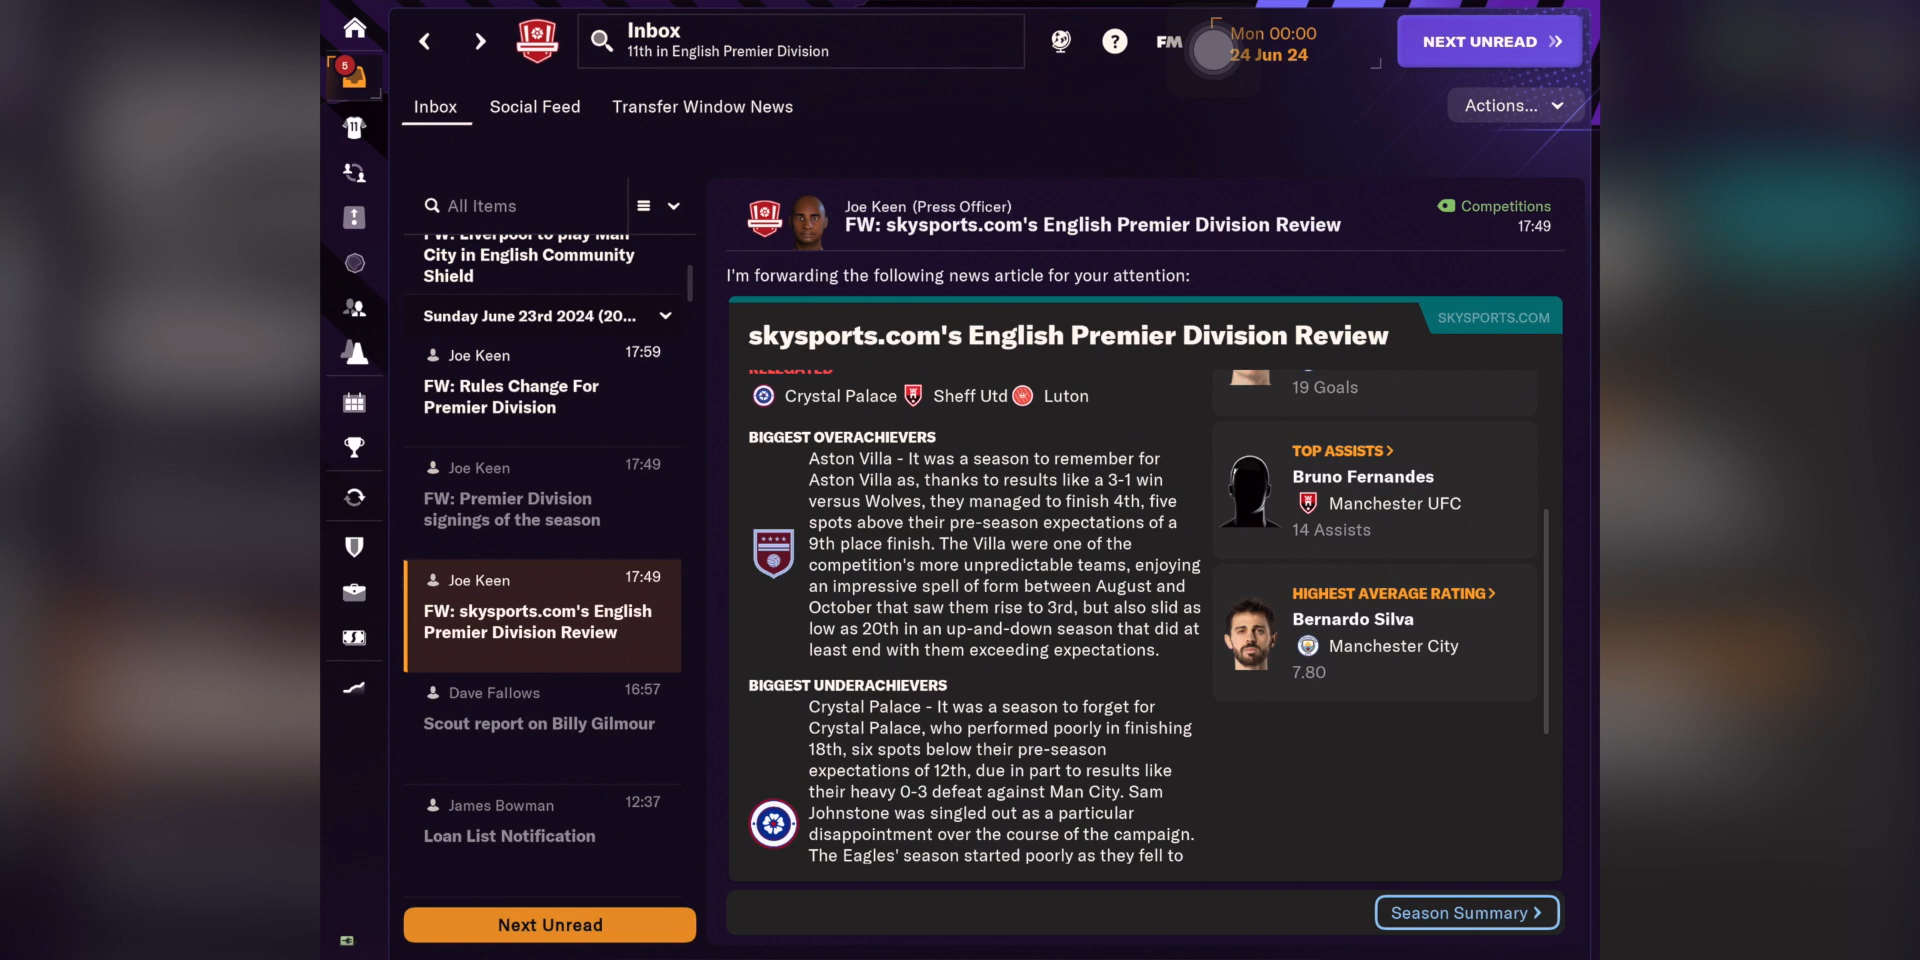 Inbox
11th in English Premier Division
FM
Mon 00:00
24 Jun 24
NEXT UNREAD
5
11
Inbox
Social Feed
Transfer Window News
Actions...
All Items
FW: Liverpool to play Man
City in English Community
Shield
Sunday June 23rd 2024 (20...
Joe Keen
17:59
FW: Rules Change For
Premier Division
Joe Keen
17:49
FW: Premier Division
signings of the season
Joe Keen
17:49
FW: skysports.com's English
Premier Division Review
Dave Fallows
16:57
Scout report on Billy Gilmour
James Bowman
12:37
Loan List Notification
Next Unread
Joe Keen (Press Officer)
FW: skysports.com's English Premier Division Review
Competitions
17:49
I'm forwarding the following news article for your attention:
SKYSPORTS.COM
skysports.com's English Premier Division Review
RELEGATED
Crystal Palace
Sheff Utd
Luton
BIGGEST OVERACHIEVERS
Aston Villa - It was a season to remember for
Aston Villa as, thanks to results like a 3-1 win
versus Wolves, they managed to finish 4th, five
spots above their pre-season expectations of a
9th place finish. The Villa were one of the
competition's more unpredictable teams, enjoying
an impressive spell of form between August and
October that saw them rise to 3rd, but also slid as
low as 20th in an up-and-down season that did at
least end with them exceeding expectations.
BIGGEST UNDERACHIEVERS
Crystal Palace - It was a season to forget for
Crystal Palace, who performed poorly in finishing
18th, six spots below their pre-season
expectations of 12th, due in part to results like
their heavy 0-3 defeat against Man City. Sam
Johnstone was singled out as a particular
disappointment over the course of the campaign.
The Eagles' season started poorly as they fell to
19 Goals
TOP ASSISTS
Bruno Fernandes
Manchester UFC
14 Assists
HIGHEST AVERAGE RATING
Bernardo Silva
Manchester City
7.80
Season Summary